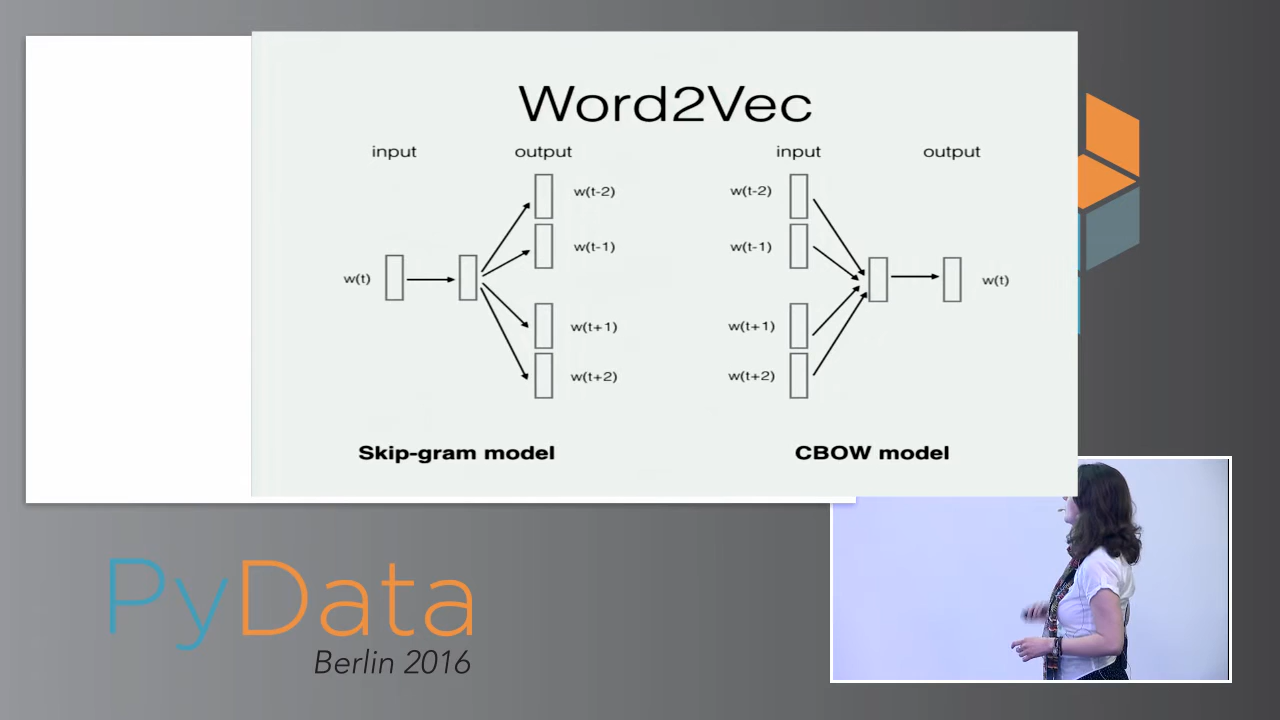 Word2Vec
input output input output
w(t-2) w(t-2)
w(t-1) w(t-1)
w(t) w(t)
w(t+1) w(t+1)
w(t+2) w(t+2)
Skip-gram model CBOW model
PyData
Berlin 2016